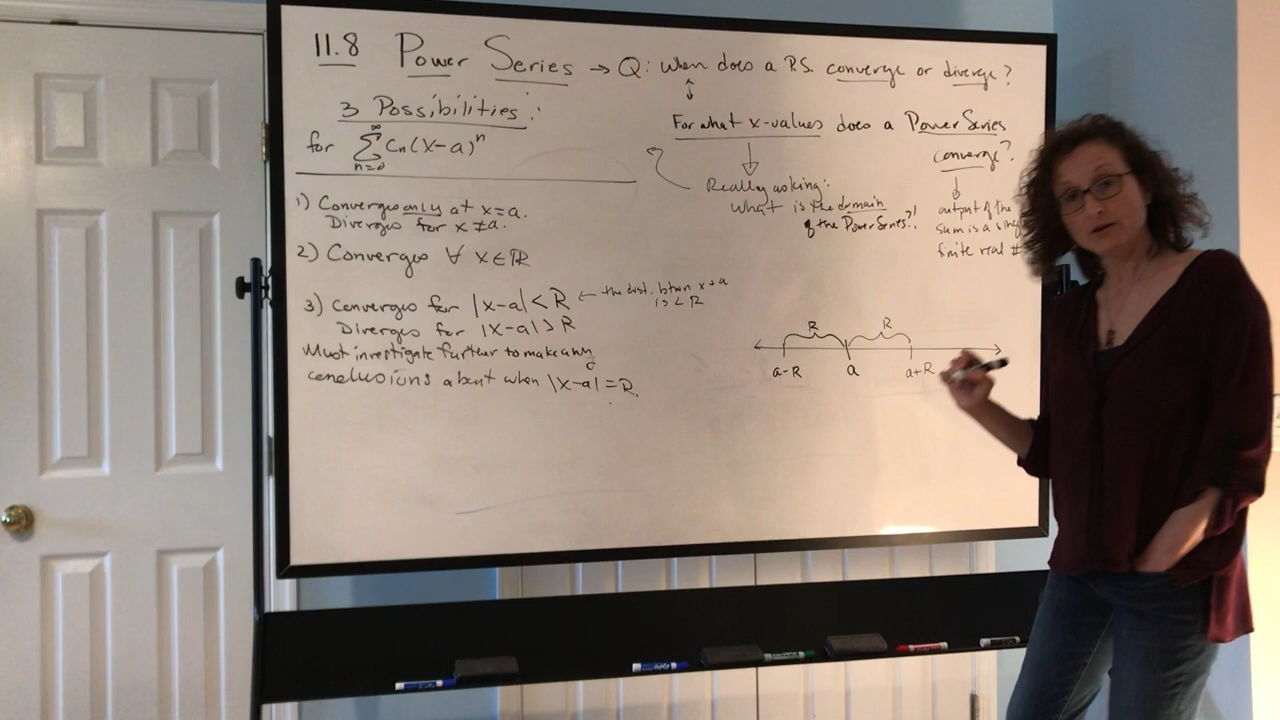 11.8 Power Series → Q: When does a P.S. converge or diverge?
↕
For what x-values does a Power Series
converge?
Really asking:
What is the domain
of the Power Series?!
output of the
sum is a
finite real #
3 Possibilities:
for ∑_{n=0}^{∞} Cn(x-a)^n
1) Converges only at x=a.
Diverges for x≠a.
2) Converges ∀ x∈ℝ
3) Converges for |x-a| < R ← the dist. btwn x + a
is < R
Diverges for |x-a| > R
Must investigate further to make any
conclusions about when |x-a| = R.
R R
a-R a a+R